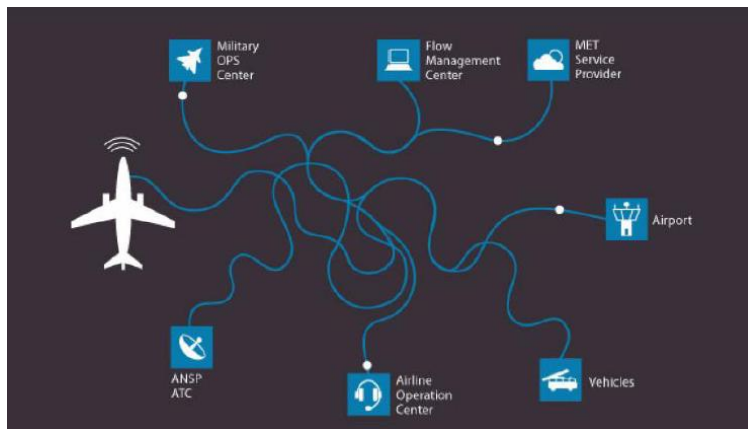 Military
OPS
Center
Flow
Management
Center
MET
Service
Provider
Airport
ANSP
ATC
Airline
Operation
Center
Vehicles